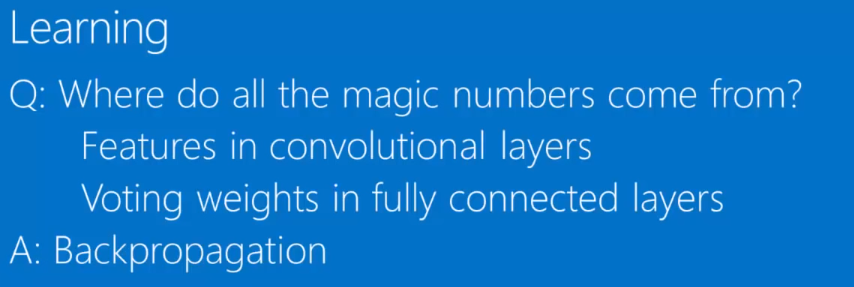 Learning
Q: Where do all the magic numbers come from?
Features in convolutional layers
Voting weights in fully connected layers
A: Backpropagation